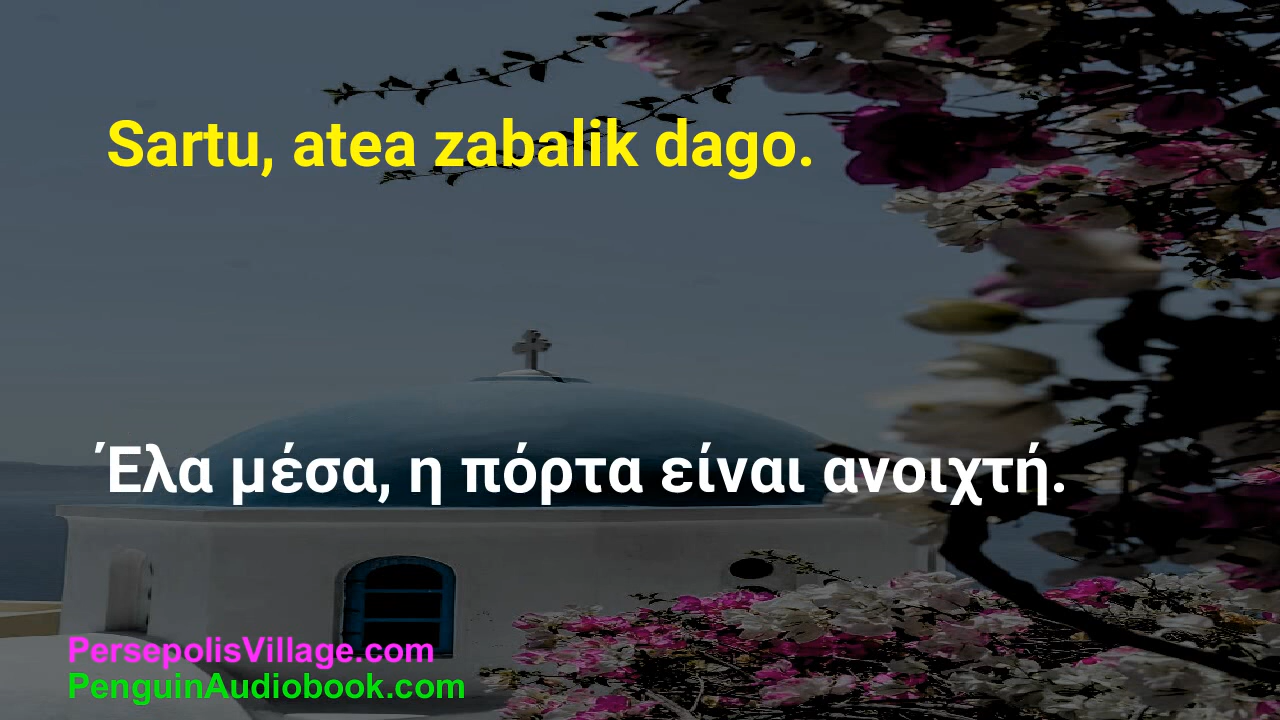 Sartu, atea zabalik dago.
Έλα μέσα, η πόρτα είναι ανοιχτή.
PersepolisVillage.com
PenguinAudiobook.com